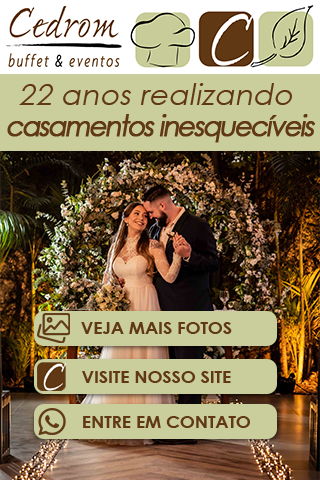 Cedrom
buffet & eventos
C
22 anos realizando
casamentos inesquecíveis
VEJA MAIS FOTOS
C
VISITE NOSSO SITE
ENTRE EM CONTATO